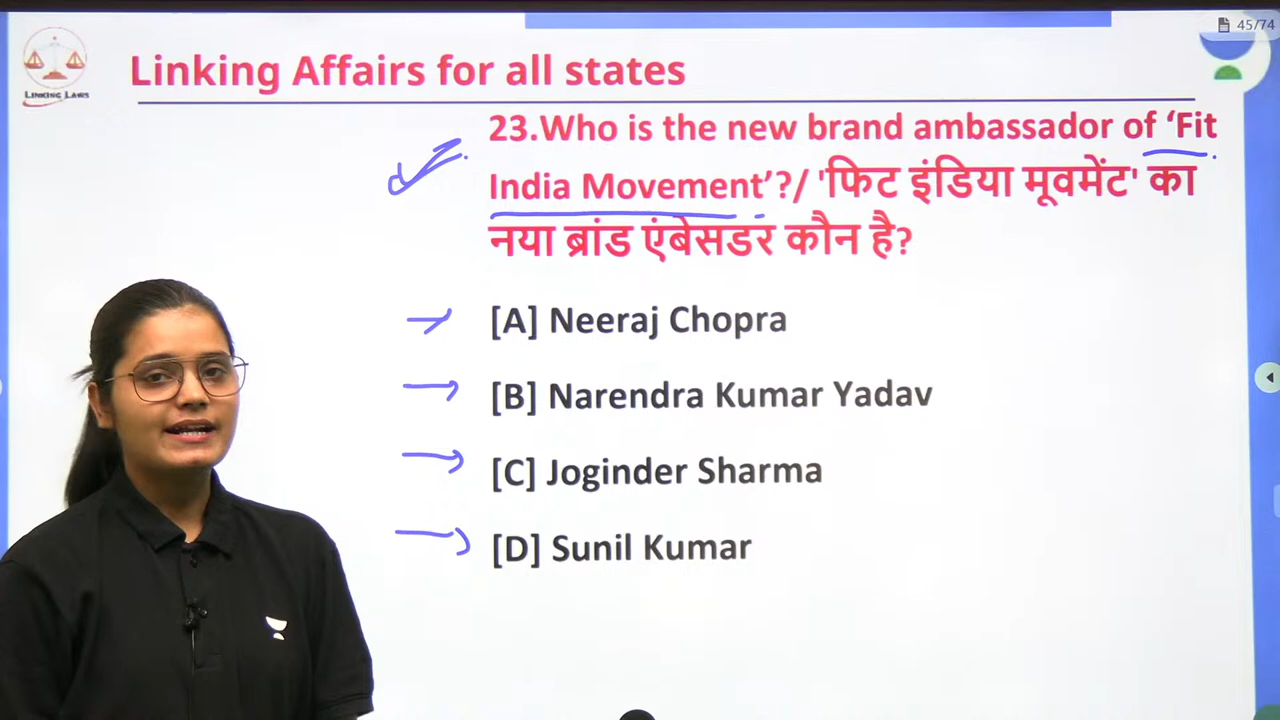 45/74
Linking Affairs for all states
LINKING LAWS
23.Who is the new brand ambassador of ‘Fit
India Movement’?/ 'फिट इंडिया मूवमेंट' का
नया ब्रांड एंबेसडर कौन है?
[A] Neeraj Chopra
[B] Narendra Kumar Yadav
[C] Joginder Sharma
[D] Sunil Kumar